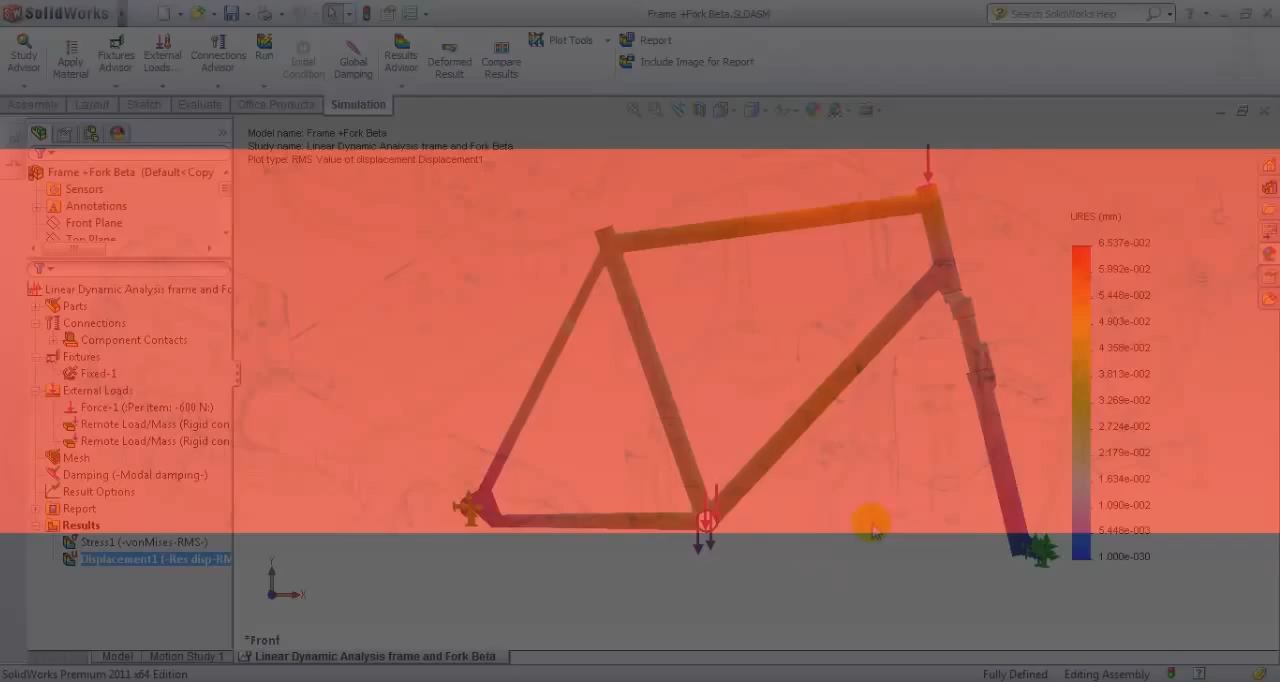 SolidWorks
Frame +Fork Beta.SLDASM
Search SolidWorks Help
Study Advisor
Apply Material
Fixtures Advisor
External Loads...
Connections Advisor
Run
Initial Condition
Global Damping
Results Advisor
Deformed Result
Compare Results
Plot Tools
Report
Include Image for Report
Assembly
Layout
Sketch
Evaluate
Office Products
Simulation
Model name: Frame +Fork Beta
Study name: Linear Dynamic Analysis frame and Fork Beta
Plot type: RMS Value of displacement Displacement1
Frame +Fork Beta (Default<Copy
Sensors
Annotations
Front Plane
Top Plane
Linear Dynamic Analysis frame and Fo
Parts
Connections
Component Contacts
Fixtures
Fixed-1
External Loads
Force-1 (:Per item: -600 N:)
Remote Load/Mass (Rigid con
Remote Load/Mass (Rigid con
Mesh
Damping (-Modal damping-)
Result Options
Report
Results
Stress1 (-vonMises-RMS-)
Displacement1 (-Res disp-RM
URES (mm)
6.537e-002
5.992e-002
5.448e-002
4.903e-002
4.358e-002
3.813e-002
3.269e-002
2.724e-002
2.179e-002
1.634e-002
1.090e-002
5.448e-003
1.000e-030
Y
X
*Front
Model
Motion Study 1
Linear Dynamic Analysis frame and Fork Beta
SolidWorks Premium 2011 x64 Edition
Fully Defined
Editing Assembly